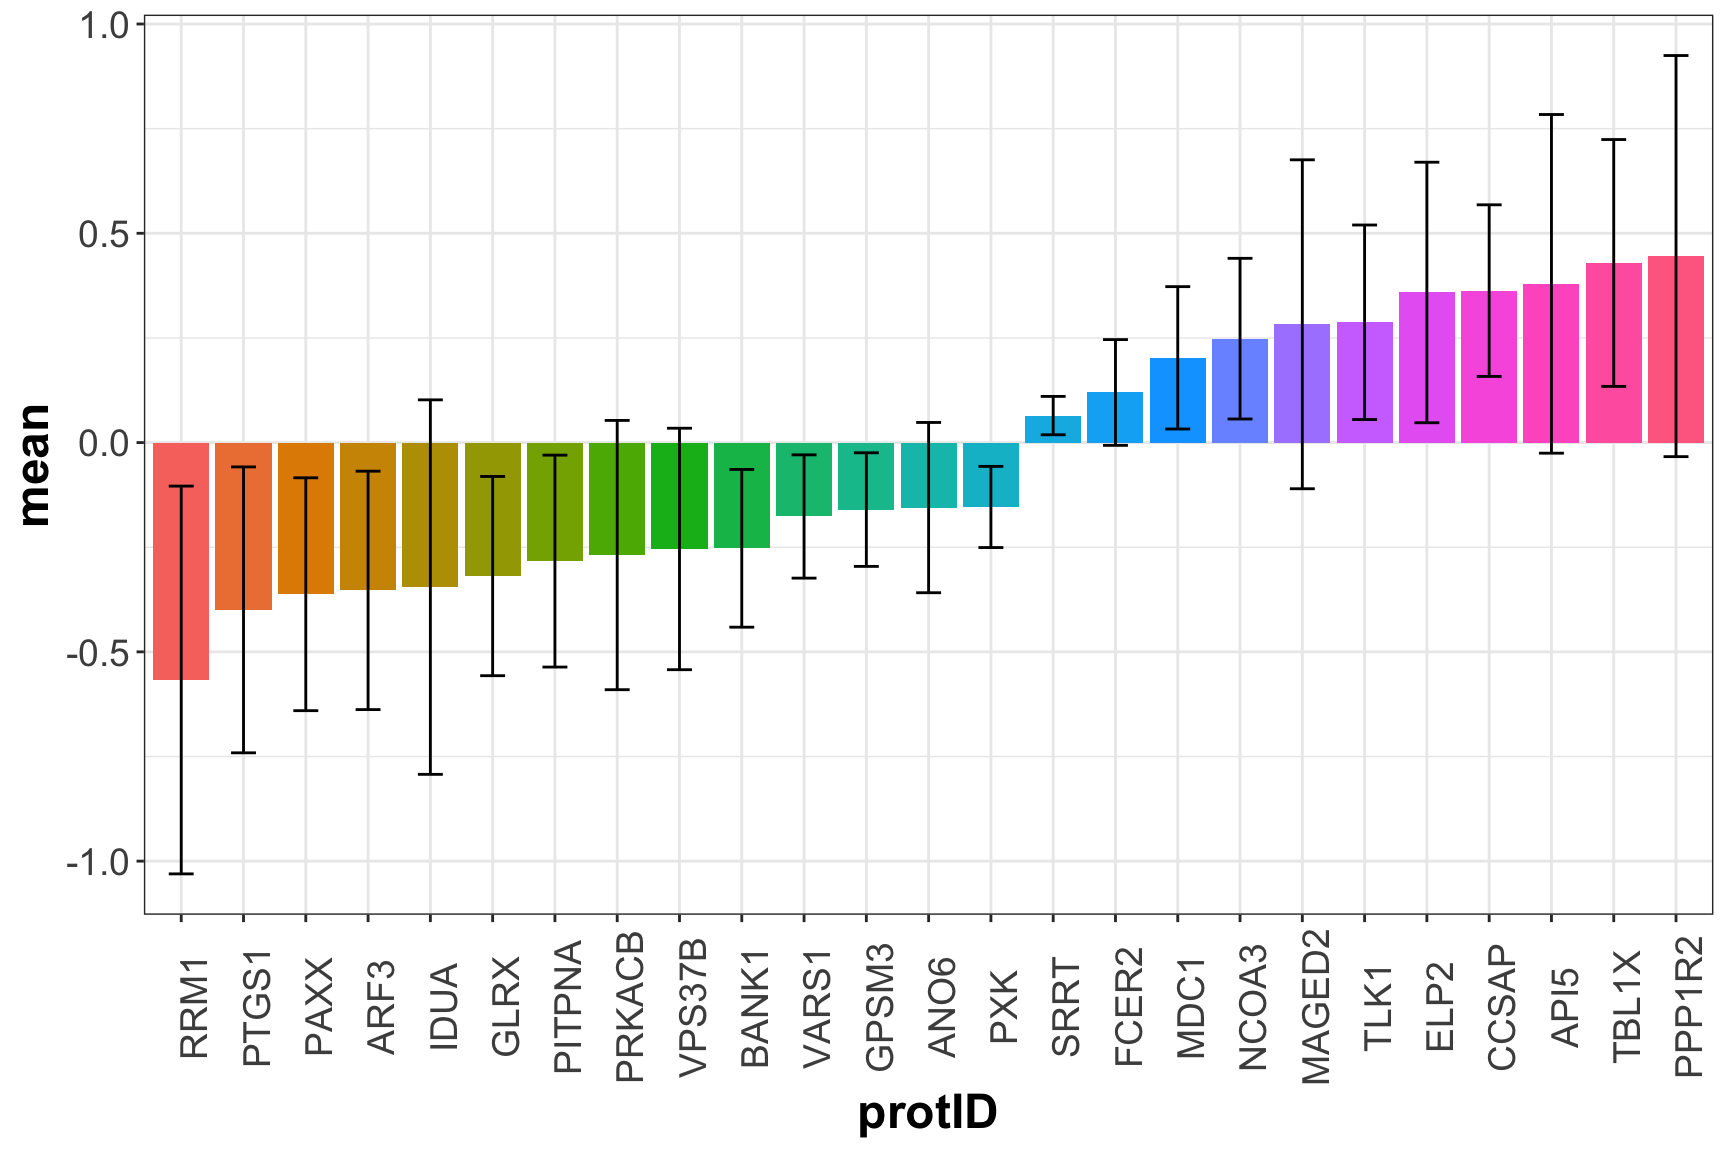 1.0
0.5
0.0
-0.5
-1.0
mean
RRM1
PTGS1
PAXX
ARF3
IDUA
GLRX
PITPNA
PRKACB
VPS37B
BANK1
VARS1
GPSM3
ANO6
PXK
SRRT
FCER2
MDC1
NCOA3
MAGED2
TLK1
ELP2
CCSAP
API5
TBL1X
PPP1R2
protID